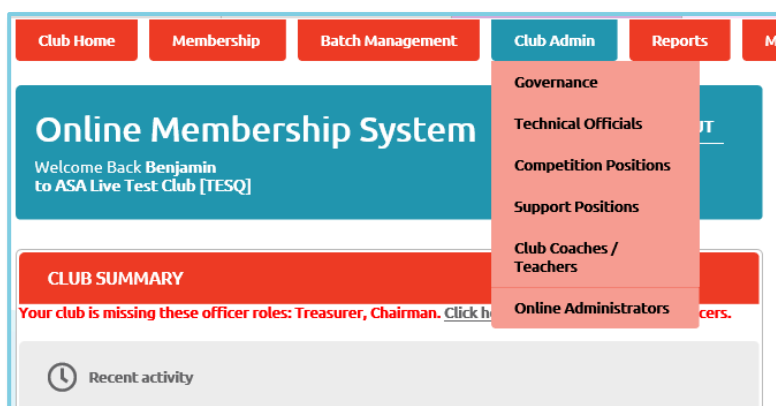 Club Home Membership Batch Management Club Admin Reports M
Governance
Technical Officials
Competition Positions
Support Positions
Club Coaches /
Teachers
Online Administrators
Online Membership System
Welcome Back Benjamin
to ASA Live Test Club [TESQ]
CLUB SUMMARY
Your club is missing these officer roles: Treasurer, Chairman. Click
Recent activity